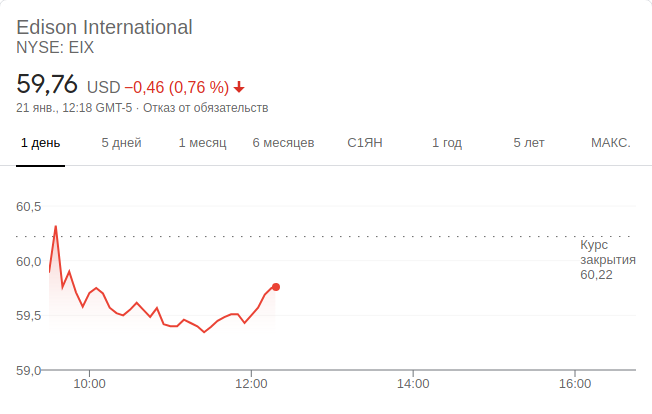 Edison International
NYSE: EIX
59,76 USD −0,46 (0,76 %)
21 янв., 12:18 GMT-5 · Отказ от обязательств
1 день 5 дней 1 месяц 6 месяцев С1ЯН 1 год 5 лет МАКС.
60,5
60,0
59,5
59,0
Курс
закрытия
60,22
10:00 12:00 14:00 16:00